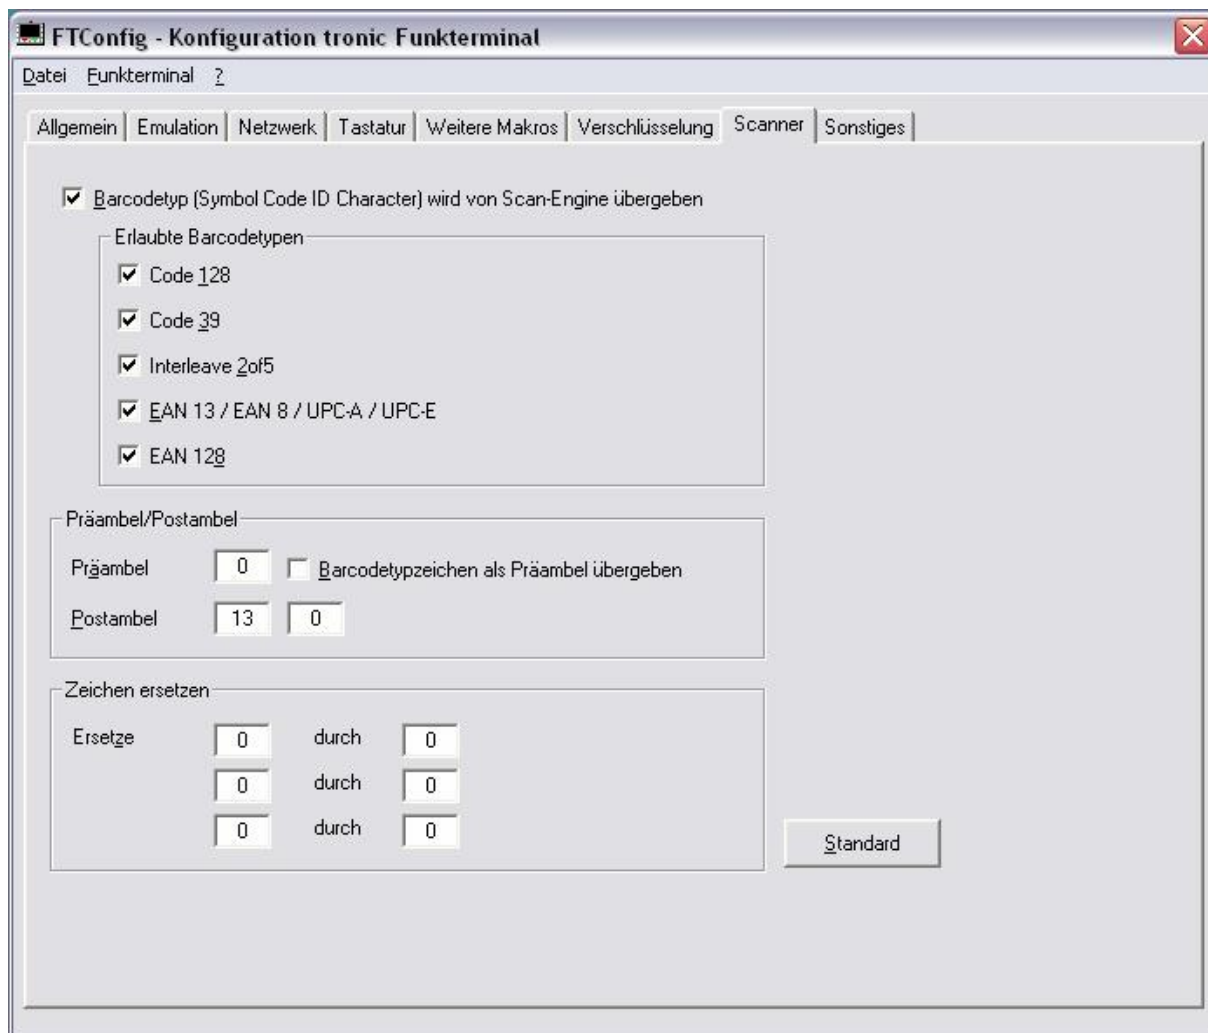 FTConfig - Konfiguration tronic Funkterminal
Datei Funkterminal ?
Allgemein Emulation Netzwerk Tastatur Weitere Makros Verschlüsselung Scanner Sonstiges
Barcodetyp (Symbol Code ID Character) wird von Scan-Engine übergeben
Erlaubte Barcodetypen
Code 128
Code 39
Interleave 2of5
EAN 13 / EAN 8 / UPC-A / UPC-E
EAN 128
Präambel/Postambel
Präambel 0 Barcodetypzeichen als Präambel übergeben
Postambel 13 0
Zeichen ersetzen
Ersetze 0 durch 0
0 durch 0
0 durch 0
Standard